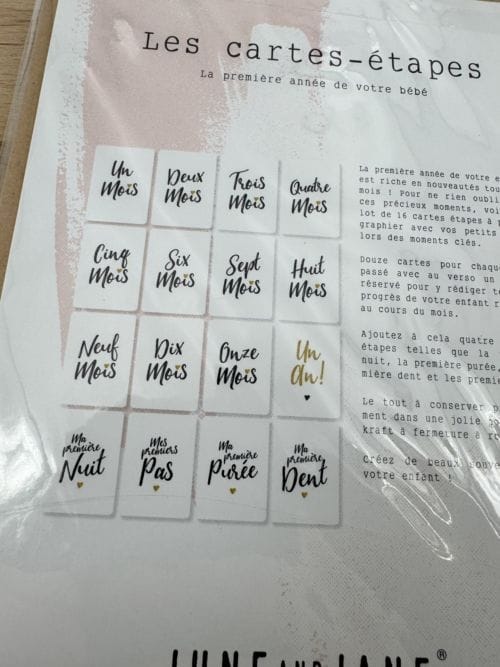 Les cartes-étapes
La première année de votre bébé
Un Mois
Deux Mois
Trois Mois
Quatre Mois
Cinq Mois
Six Mois
Sept Mois
Huit Mois
Neuf Mois
Dix Mois
Onze Mois
Un An!
Ma première Nuit
Mes premiers Pas
Ma première Purée
Ma première Dent
La première année de votre
est riche en nouveautés
mois ! Pour ne rien
ces précieux moments,
lot de 16 cartes étapes à
graphier avec vos petits
lors des moments clés.
Douze cartes pour
passé avec au verso un
réservé pour y rédiger
progrès de votre enfant
au cours du mois.
Ajoutez à cela quatre
étapes telles que la
nuit, la première purée,
mière dent et les
Le tout à conserver
ment dans une jolie
kraft à fermeture à
Créez de beaux
votre enfant !
LUNE AND JANE®